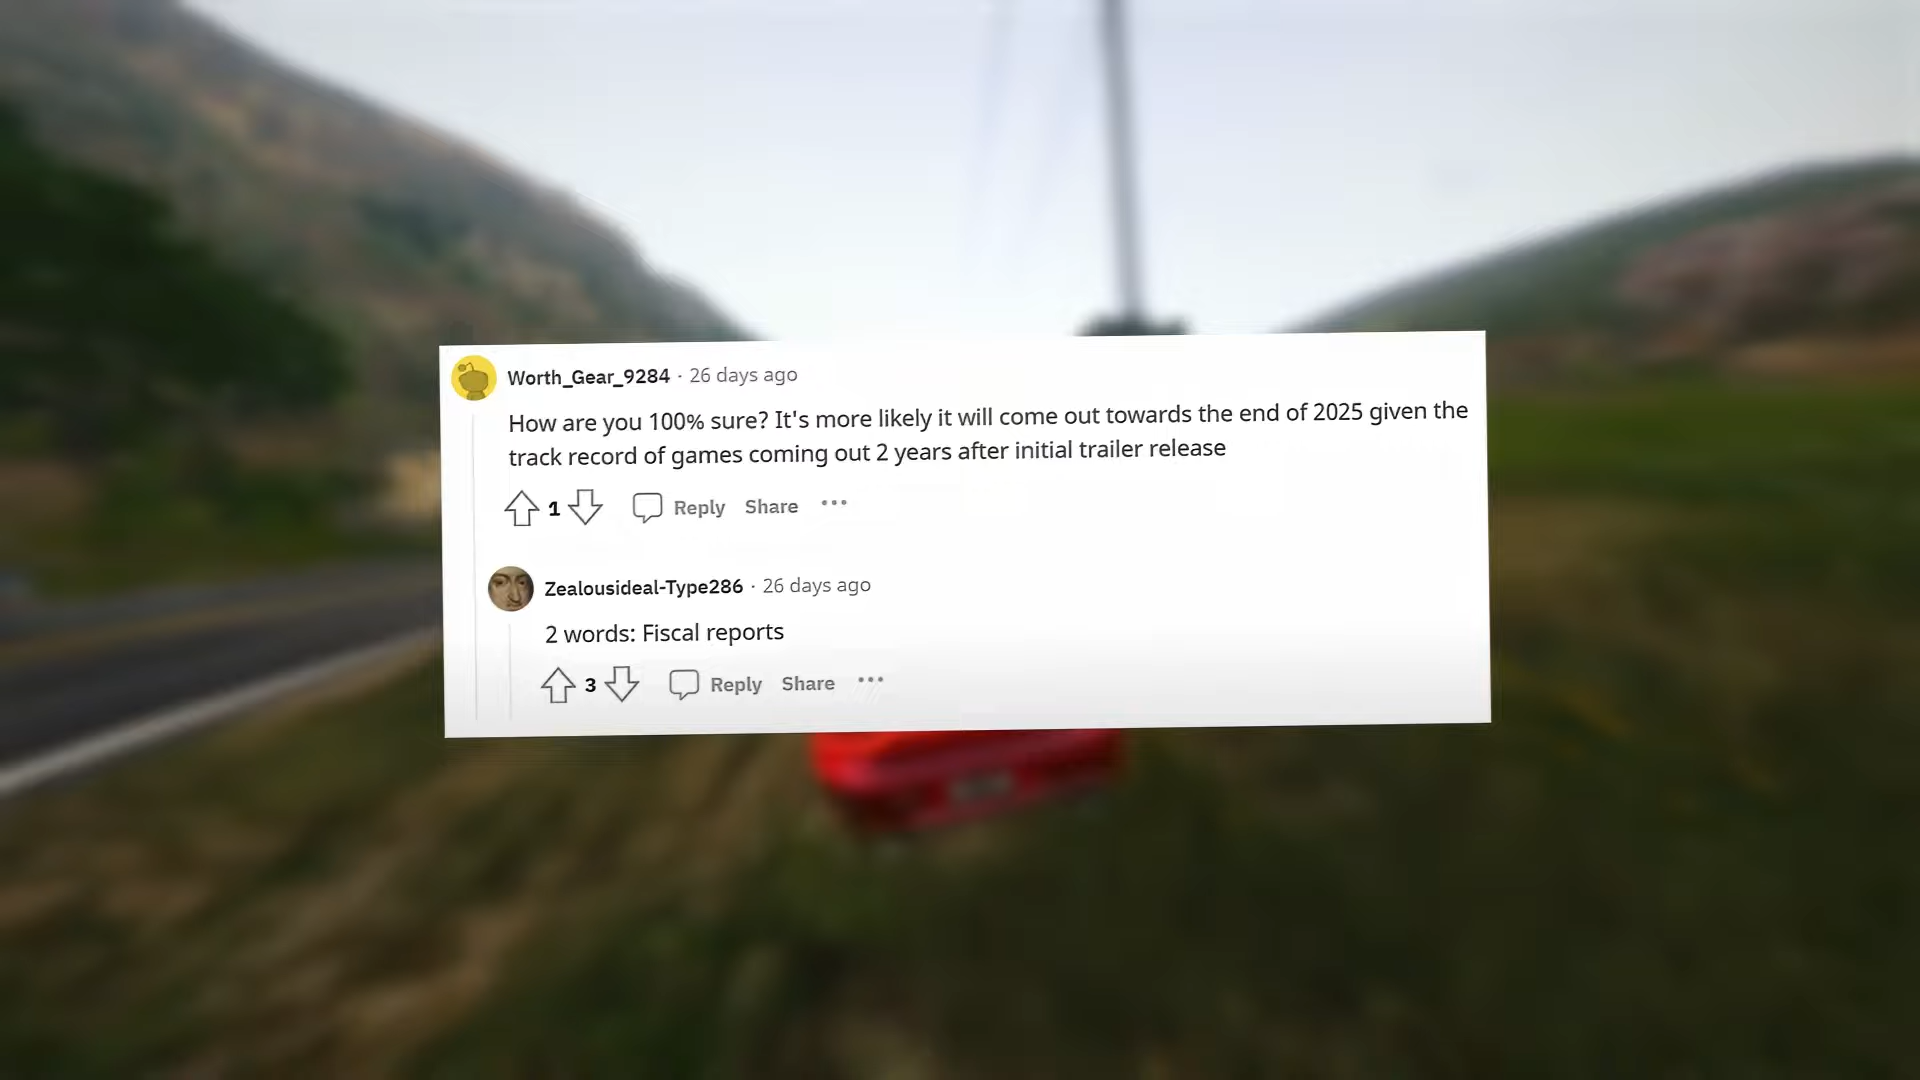 Worth_Gear_9284 · 26 days ago
How are you 100% sure? It's more likely it will come out towards the end of 2025 given the
track record of games coming out 2 years after initial trailer release
1 Reply Share ···
Zealousideal-Type286 · 26 days ago
2 words: Fiscal reports
3 Reply Share ···